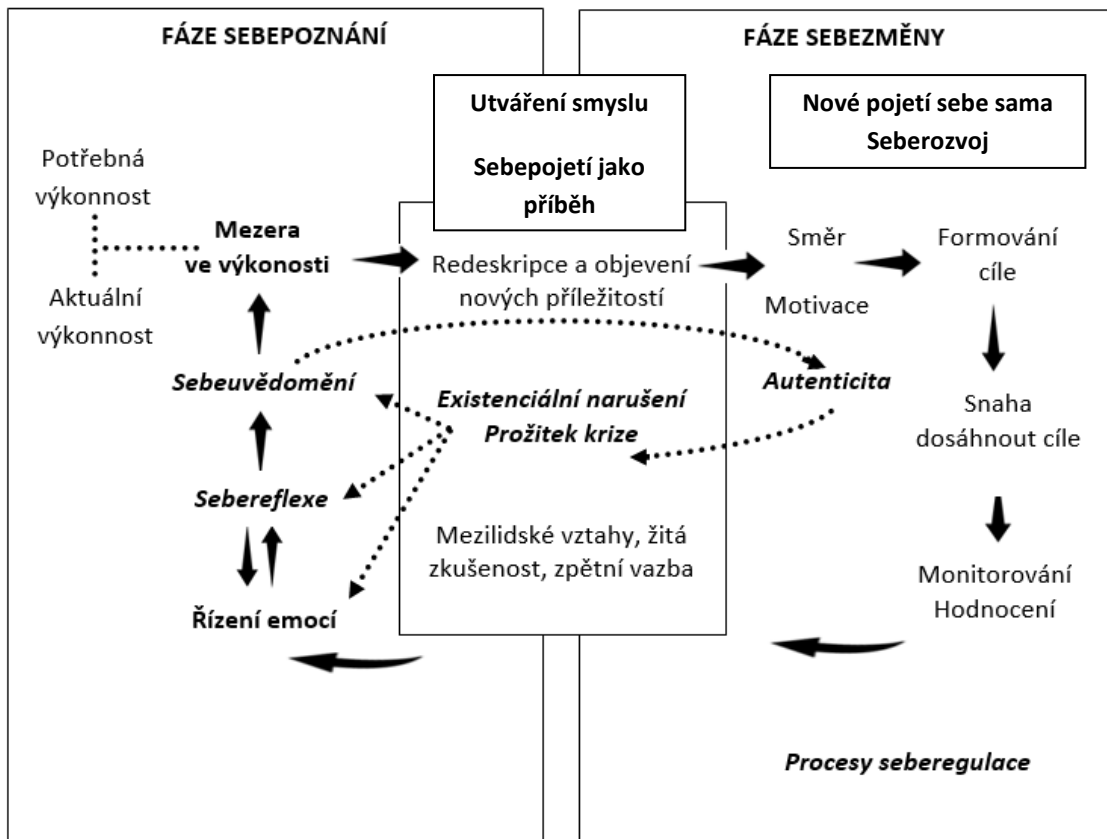 FÁZE SEBEPOZNÁNÍ
FÁZE SEBEZMĚNY
Utváření smyslu
Sebepojetí jako
příběh
Nové pojetí sebe sama
Seberozvoj
Potřebná
výkonnost
Aktuální
výkonnost
Mezera
ve výkonosti
Redeskripce a objevení
nových příležitostí
Směr
Motivace
Formování
cíle
Sebeuvědomění
Existenciální narušení
Prožitek krize
Autenticita
Snaha
dosáhnout cíle
Sebereflexe
Mezilidské vztahy, žitá
zkušenost, zpětní vazba
Monitorování
Hodnocení
Řízení emocí
Procesy seberegulace